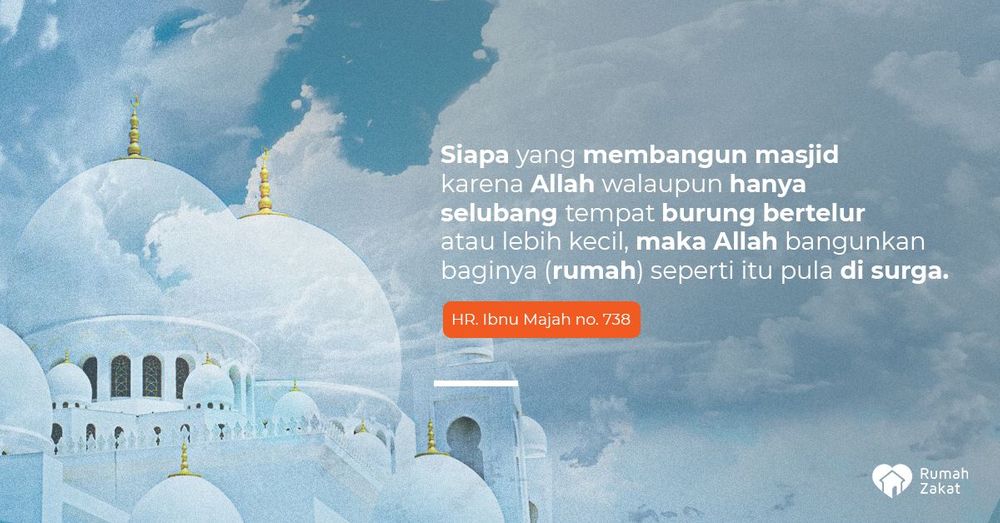 Siapa yang membangun masjid
karena Allah walaupun hanya
selubang tempat burung bertelur
atau lebih kecil, maka Allah bangunkan
baginya (rumah) seperti itu pula di surga.
HR. Ibnu Majah no. 738
Rumah
Zakat